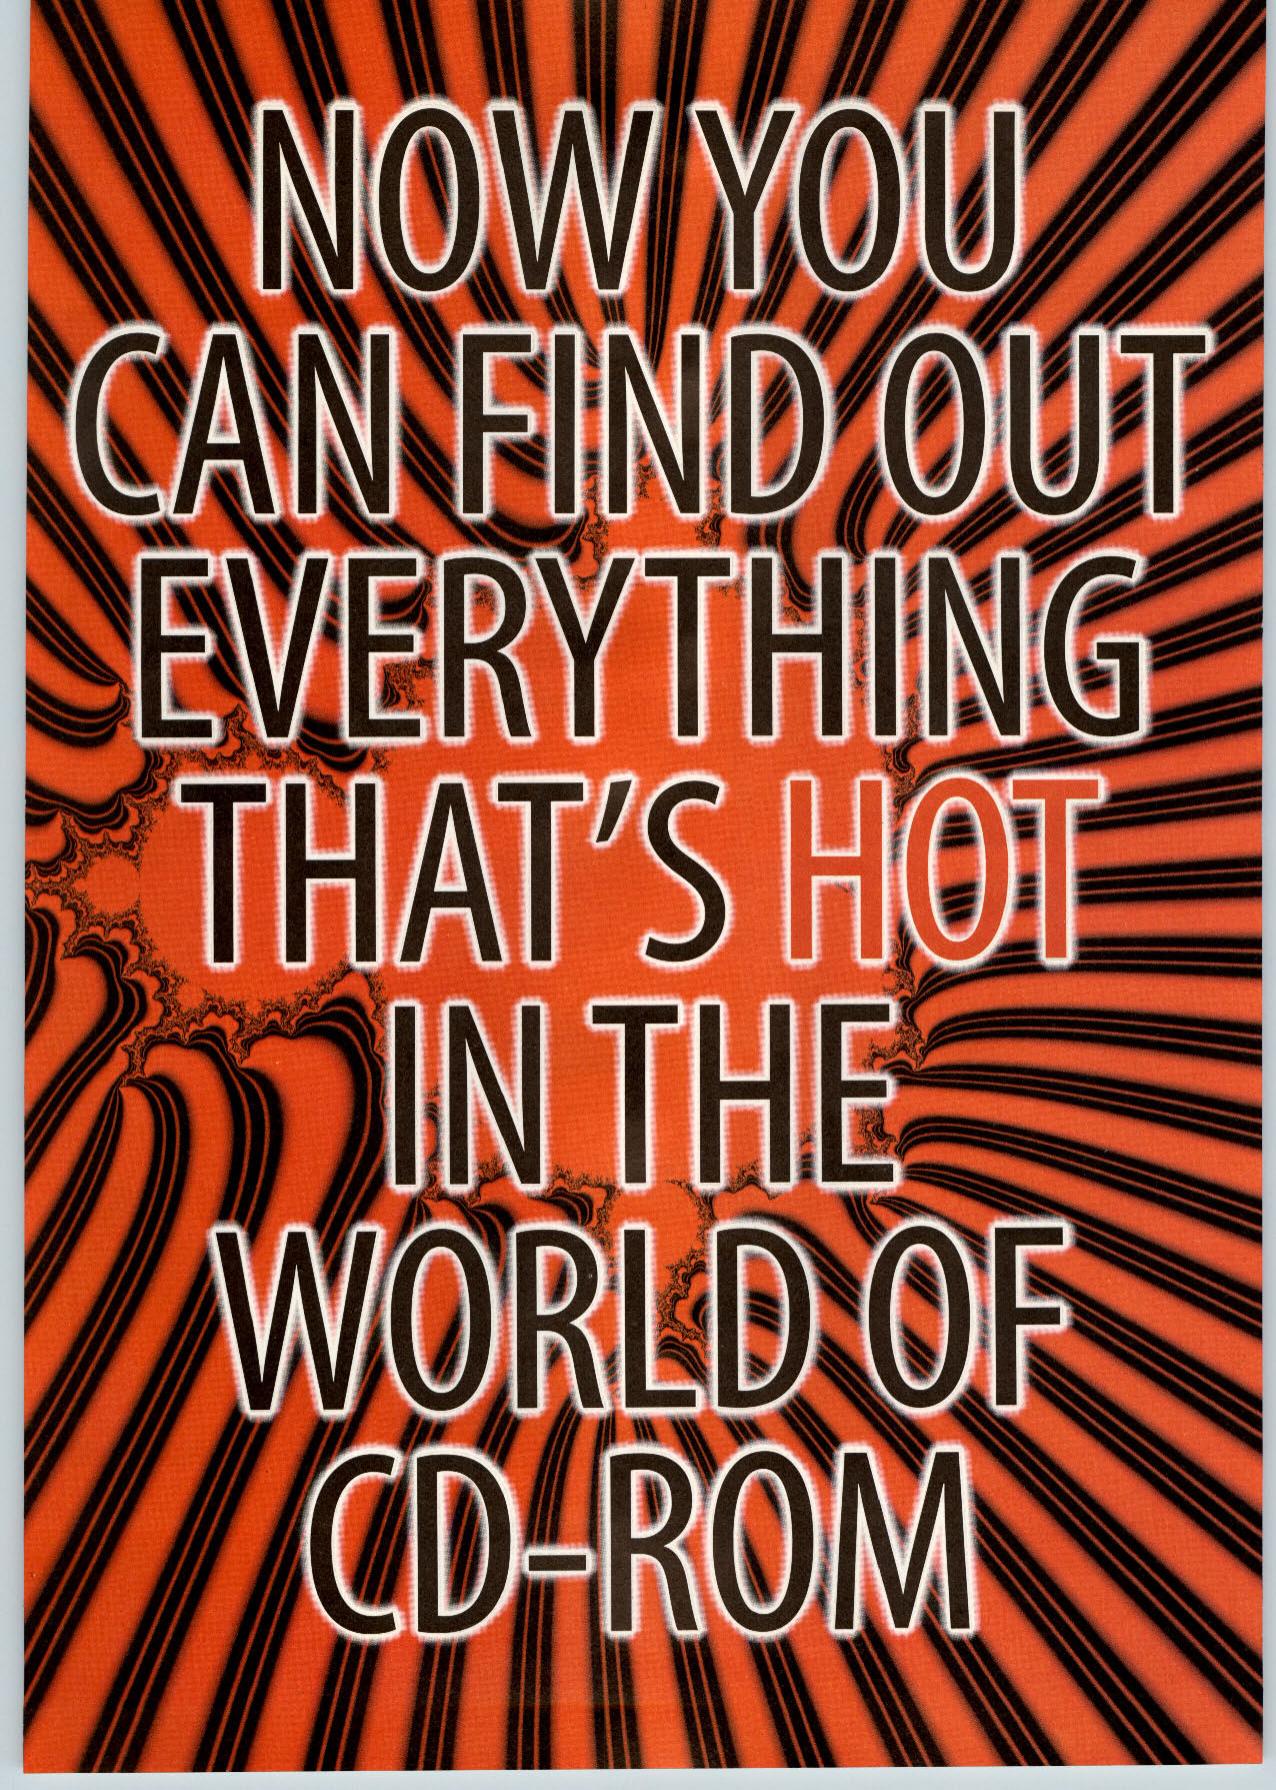 NOW YOU
CAN FIND OUT
EVERYTHING
THAT'S HOT
IN THE
WORLD OF
CD-ROM